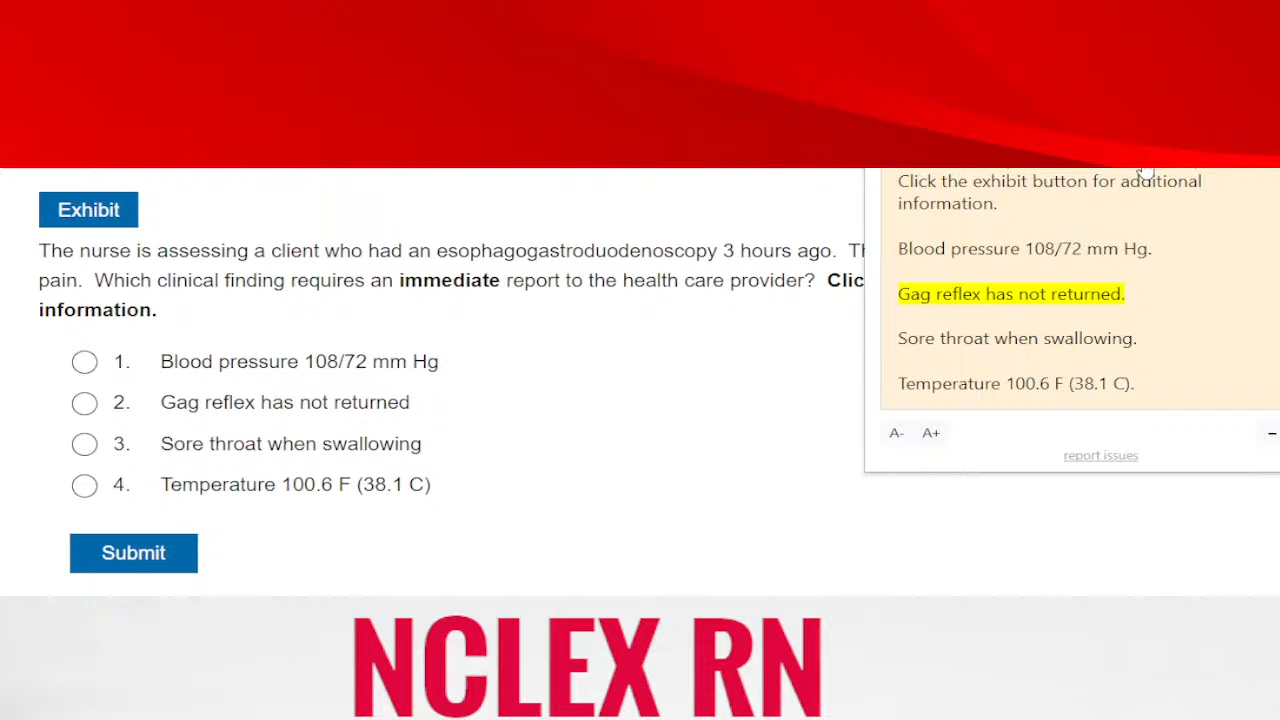 Exhibit
The nurse is assessing a client who had an esophagogastroduodenoscopy 3 hours ago.
pain. Which clinical finding requires an immediate report to the health care provider?
information.
1. Blood pressure 108/72 mm Hg
2. Gag reflex has not returned
3. Sore throat when swallowing
4. Temperature 100.6 F (38.1 C)
Submit
Click the exhibit button for additional
information.
Blood pressure 108/72 mm Hg.
Gag reflex has not returned.
Sore throat when swallowing.
Temperature 100.6 F (38.1 C).
A- A+
report issues
NCLEX RN